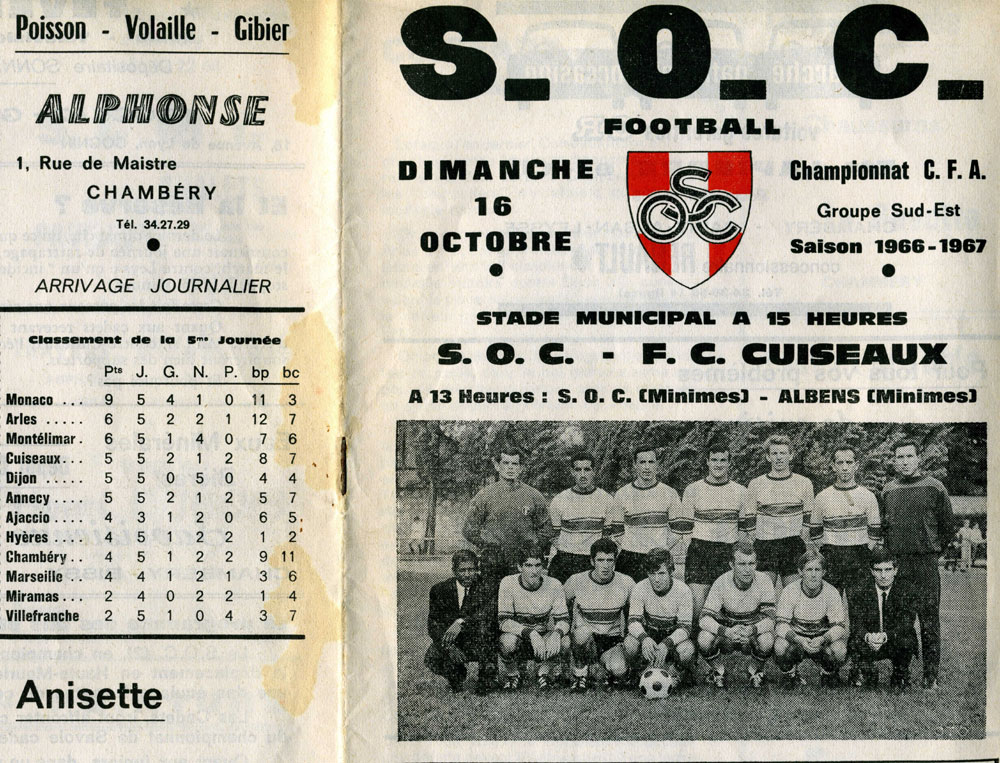 Poisson - Volaille - Gibier
ALPHONSE
1, Rue de Maistre
CHAMBÉRY
Tél. 34.27.29
ARRIVAGE JOURNALIER
Classement de la 5me Journée
Pts J. G. N. P. bp bc
Monaco ... 9 5 4 1 0 11 3
Arles ..... 6 5 2 2 1 12 7
Montélimar. 6 5 1 4 0 7 6
Cuiseaux... 5 5 2 1 2 8 7
Dijon ..... 5 5 0 5 0 4 4
Annecy .... 5 5 2 1 2 5 7
Ajaccio .... 4 3 1 2 0 6 5
Hyères .... 4 5 1 2 2 1 2
Chambéry.. 4 5 1 2 2 9 11
Marseille .. 4 4 1 2 1 3 6
Miramas... 2 4 0 2 2 1 4
Villefranche 2 5 1 0 4 3 7
Anisette
S. O. C.
FOOTBALL
DIMANCHE
16
OCTOBRE
SOC
Championnat C. F. A.
Groupe Sud-Est
Saison 1966-1967
STADE MUNICIPAL A 15 HEURES
S. O. C. - F. C. CUISEAUX
A 13 Heures : S. O. C. (Minimes) - ALBENS (Minimes)